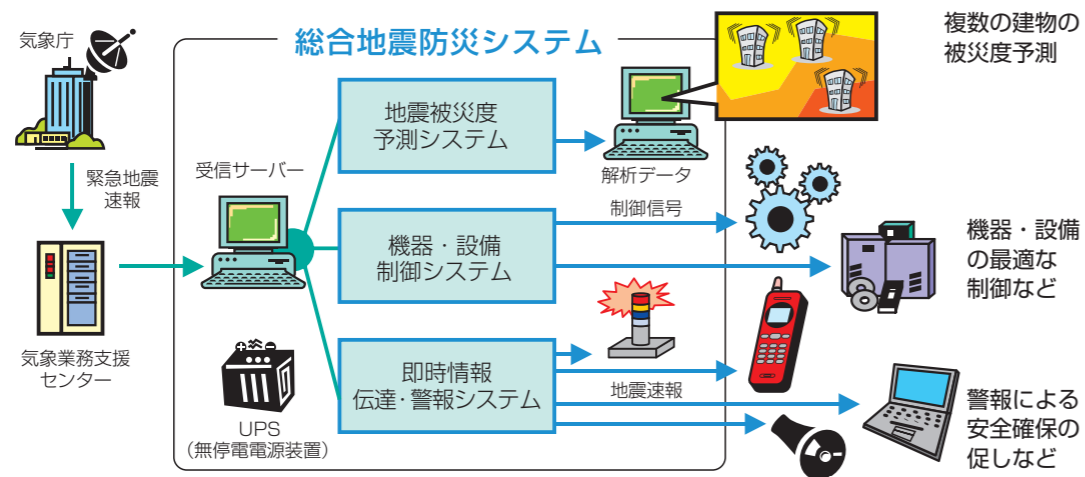 気象庁
緊急地震
速報
気象業務支援
センター
総合地震防災システム
受信サーバー
UPS
（無停電電源装置）
地震被災度
予測システム
機器・設備
制御システム
即時情報
伝達・警報システム
解析データ
制御信号
地震速報
複数の建物の
被災度予測
機器・設備
の最適な
制御など
警報による
安全確保の
促しなど